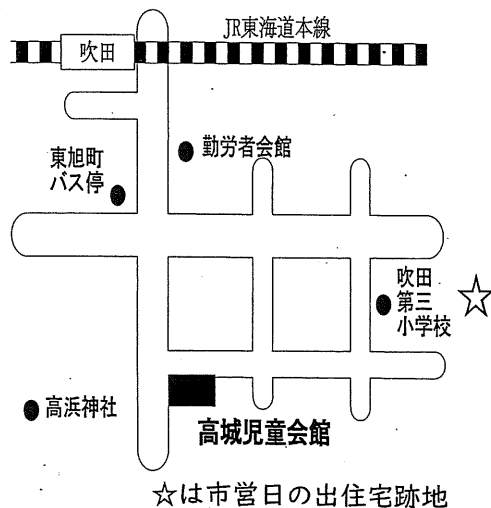 JR東海道本線
吹田
勤労者会館
東旭町
バス停
吹田
第三
小学校
☆
高浜神社
高城児童会館
☆は市営日の出住宅跡地